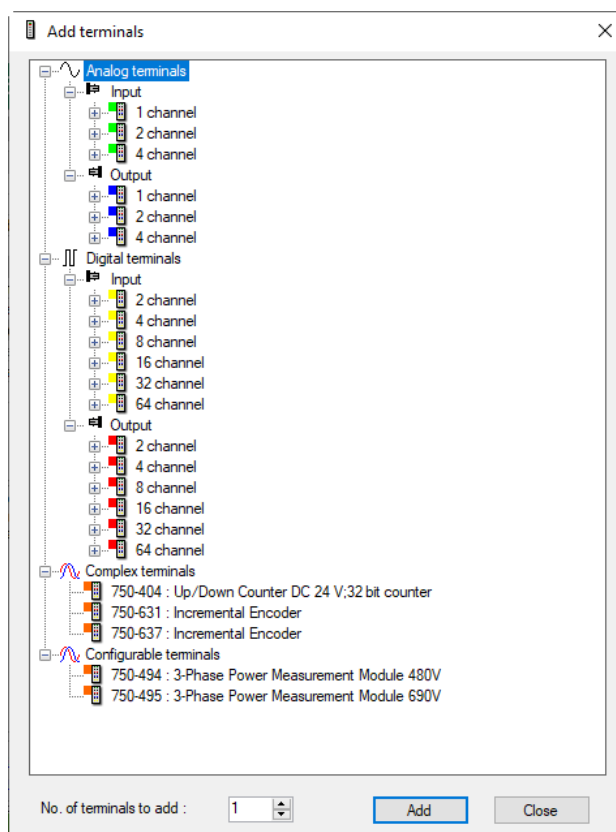 Add terminals
Analog terminals
Input
1 channel
2 channel
4 channel
Output
1 channel
2 channel
4 channel
Digital terminals
Input
2 channel
4 channel
8 channel
16 channel
32 channel
64 channel
Output
2 channel
4 channel
8 channel
16 channel
32 channel
64 channel
Complex terminals
750-404 : Up/Down Counter DC 24 V;32 bit counter
750-631 : Incremental Encoder
750-637 : Incremental Encoder
Configurable terminals
750-494 : 3-Phase Power Measurement Module 480V
750-495 : 3-Phase Power Measurement Module 690V
No. of terminals to add : 1 Add Close